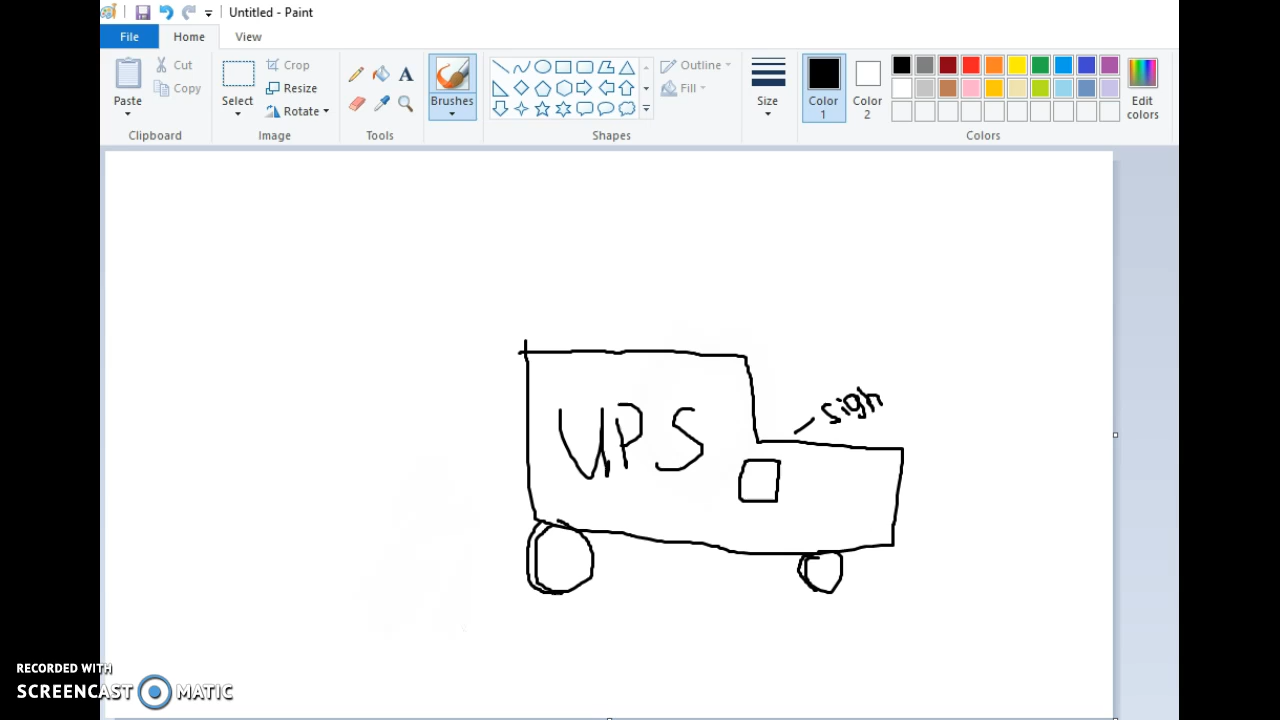 Untitled - Paint
File Home View
Paste
Cut
Copy
Clipboard
Select
Crop
Resize
Rotate
Image
Tools
Brushes
Shapes
Outline
Fill
Size
Color 1
Color 2
Edit colors
Colors
UPS
sigh
RECORDED WITH
SCREENCAST MATIC